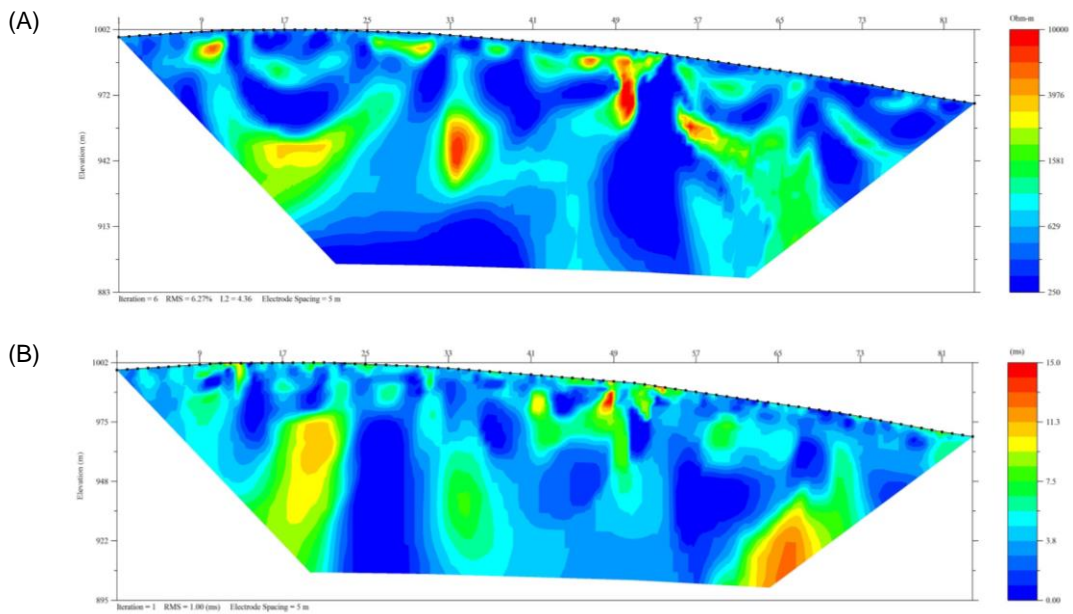 (A)
1 9 17 25 33 41 49 57 65 73 81 Ohm-m
1002 972 942 913 883
Elevation (m)
10000 3976 1581 629 250
Iteration = 6 RMS = 6.27% L2 = 4.36 Electrode Spacing = 5 m
(B)
1 9 17 25 33 41 49 57 65 73 81 (ms)
1002 975 948 922 895
Elevation (m)
15.0 11.3 7.5 3.8 0.00
Iteration = 1 RMS = 1.00 (ms) Electrode Spacing = 5 m